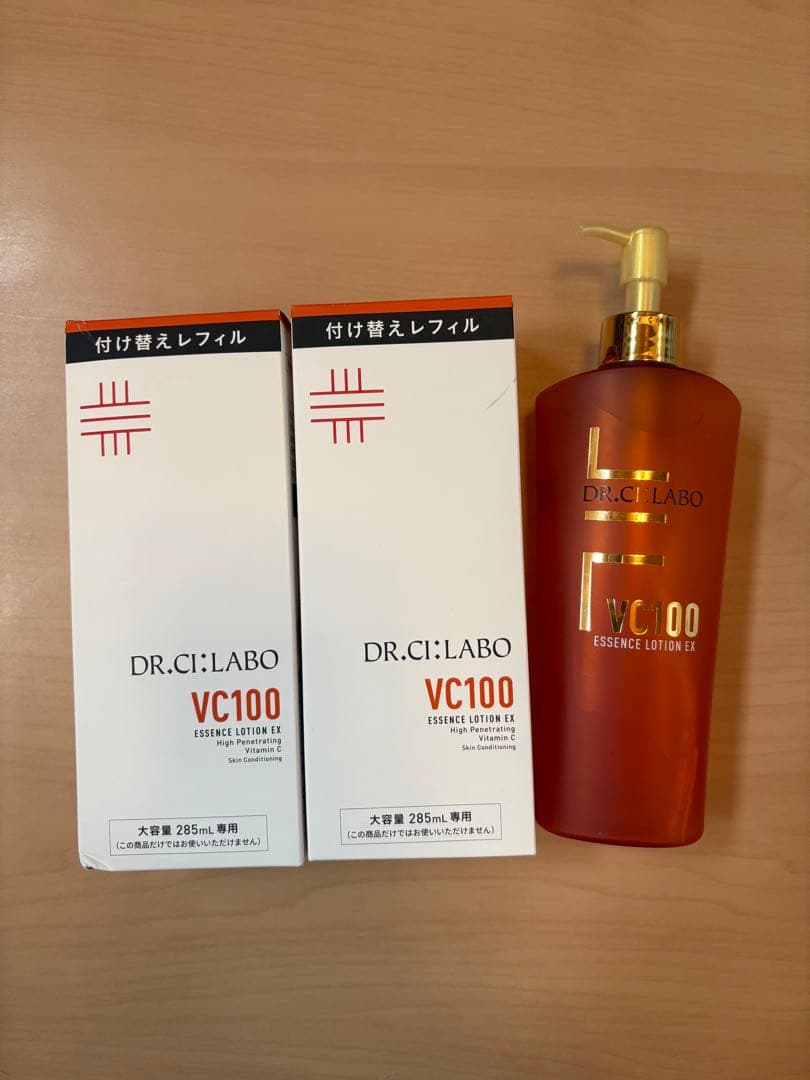 付け替えレフィル
DR.CI:LABO
VC100
ESSENCE LOTION EX
High Penetrating
Vitamin C
Skin Conditioning
大容量 285mL 専用
(この商品だけではお使いいただけません)
付け替えレフィル
DR.CI:LABO
VC100
ESSENCE LOTION EX
High Penetrating
Vitamin C
Skin Conditioning
大容量 285mL 専用
(この商品だけではお使いいただけません)
DR.CI:LABO
VC100
ESSENCE LOTION EX